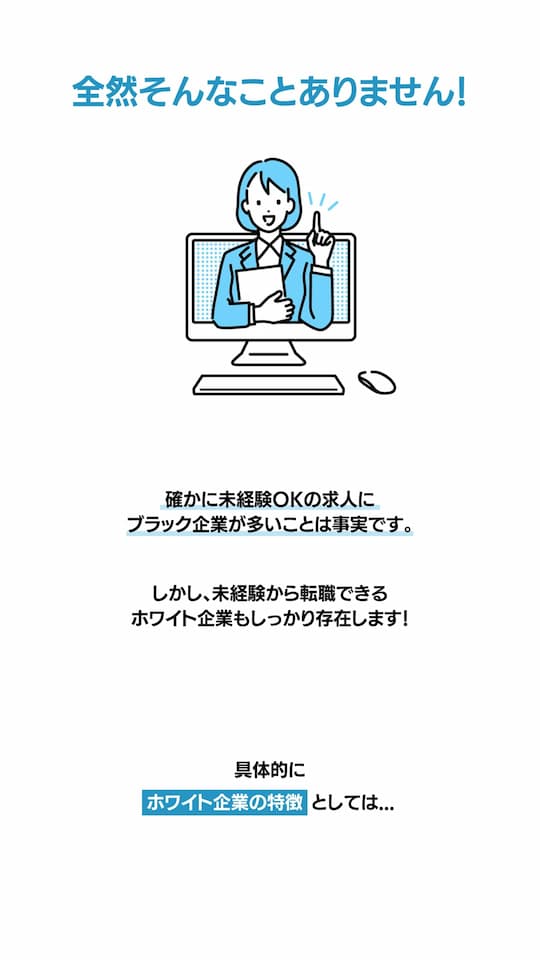 全然そんなことありません!
確かに未経験OKの求人に
ブラック企業が多いことは事実です。
しかし、未経験から転職できる
ホワイト企業もしっかり存在します!
具体的に
ホワイト企業の特徴 としては...